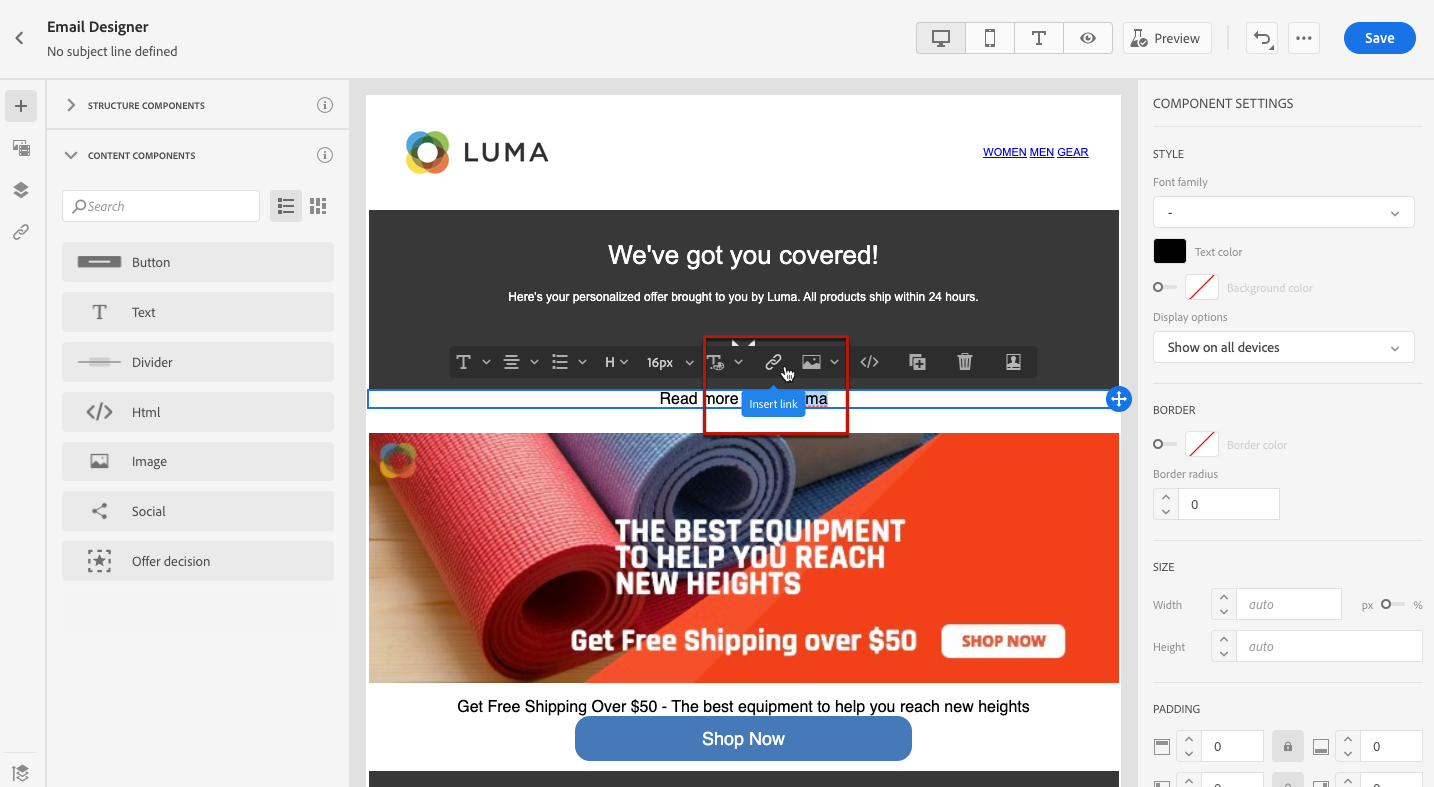 Email Designer
No subject line defined
Preview
Save
STRUCTURE COMPONENTS
CONTENT COMPONENTS
Search
Button
Text
Divider
Html
Image
Social
Offer decision
LUMA
WOMEN MEN GEAR
We've got you covered!
Here's your personalized offer brought to you by Luma. All products ship within 24 hours.
H
16px
Read more
ma
Insert link
THE BEST EQUIPMENT
TO HELP YOU REACH
NEW HEIGHTS
Get Free Shipping over $50
SHOP NOW
Get Free Shipping Over $50 - The best equipment to help you reach new heights
Shop Now
COMPONENT SETTINGS
STYLE
Font family
-
Text color
Background color
Display options
Show on all devices
BORDER
Border color
Border radius
0
SIZE
Width
auto
px
%
Height
auto
PADDING
0
0